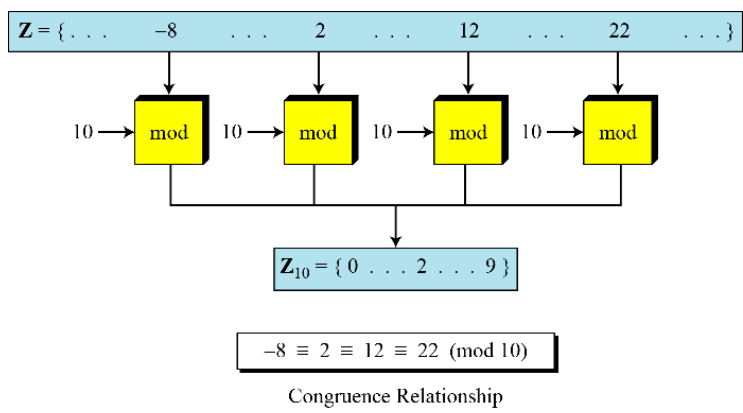 Z = { . . . −8 . . . 2 . . . 12 . . . 22 . . . }
10 mod 10 mod 10 mod 10 mod
Z₁₀ = { 0 . . . 2 . . . 9 }
−8 ≡ 2 ≡ 12 ≡ 22 (mod 10)
Congruence Relationship